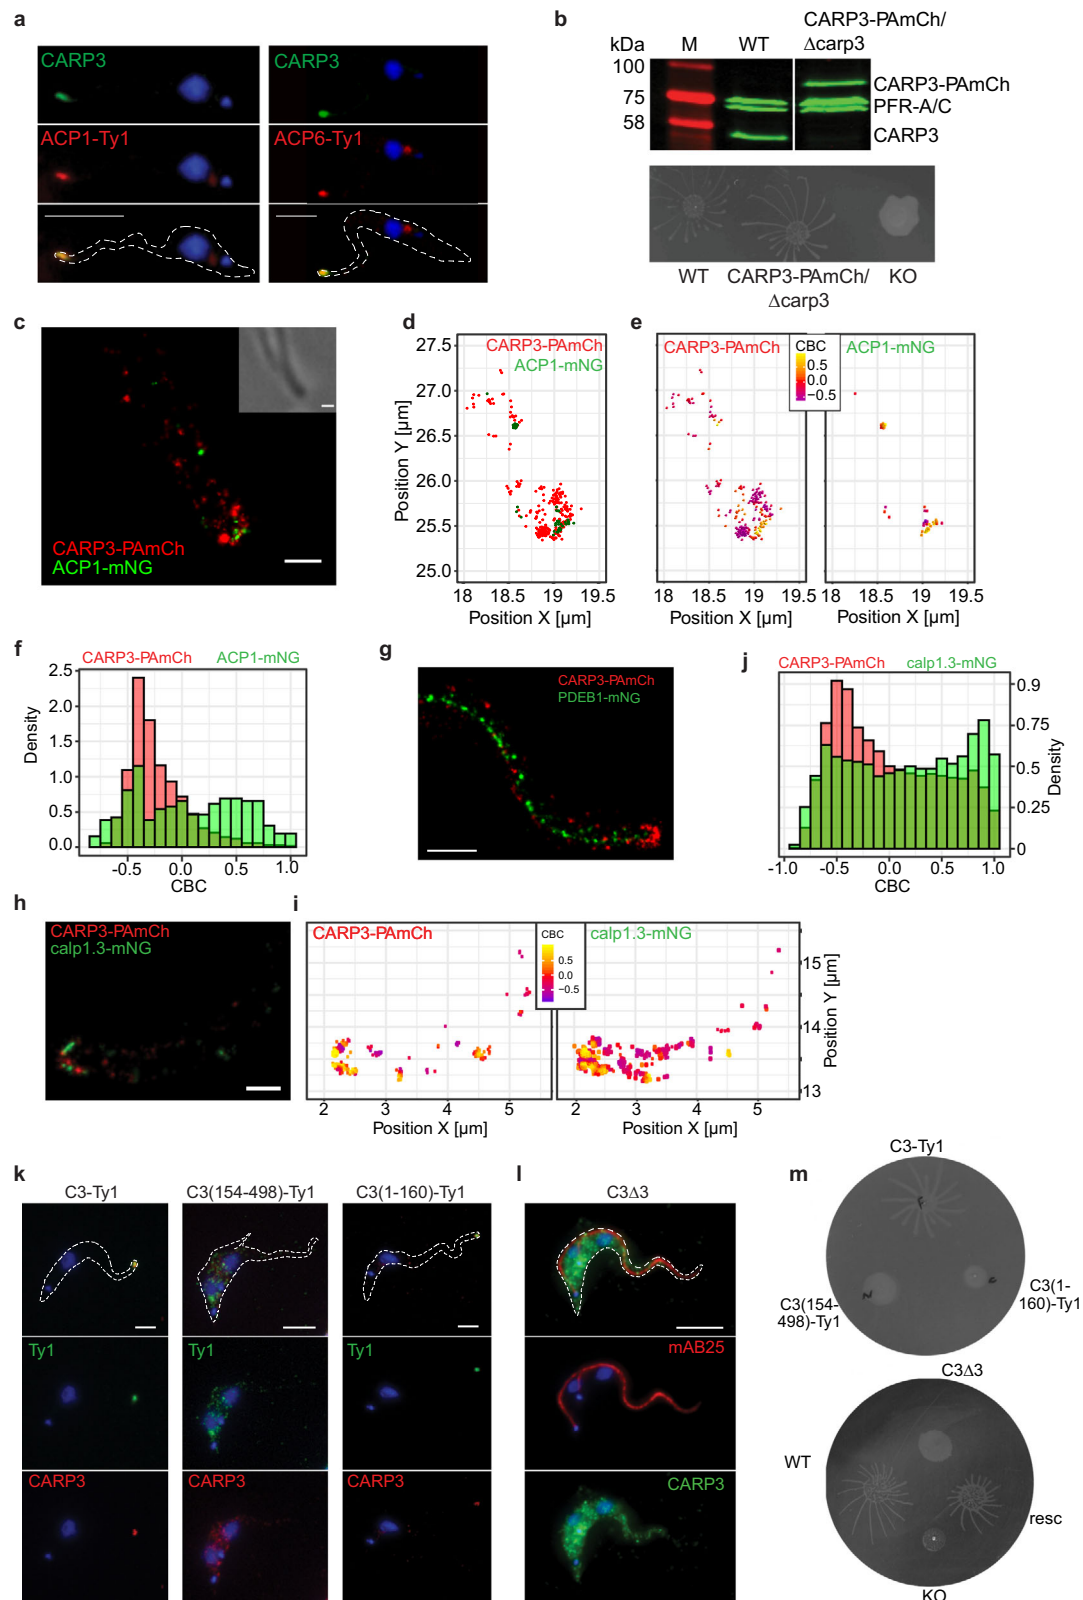 a
CARP3
CARP3
ACP1-Ty1
ACP6-Ty1
b
CARP3-PAmCh/
Δcarp3
kDa
M
WT
100
75
58
CARP3-PAmCh
PFR-A/C
CARP3
WT
CARP3-PAmCh/
Δcarp3
KO
c
CARP3-PAmCh
ACP1-mNG
d
CARP3-PAmCh
ACP1-mNG
27.5
27.0
26.5
26.0
25.5
25.0
Position Y [µm]
18 18.5 19 19.5
Position X [µm]
e
CARP3-PAmCh
CBC
0.5
0.0
−0.5
ACP1-mNG
18 18.5 19 19.5
18 18.5 19 19.5
Position X [µm]
f
CARP3-PAmCh
ACP1-mNG
2.5
2.0
1.5
1.0
0.5
0.0
Density
-0.5 0.0 0.5 1.0
CBC
g
CARP3-PAmCh
PDEB1-mNG
j
CARP3-PAmCh
calp1.3-mNG
0.9
0.75
0.5
0.25
0
Density
-1.0 -0.5 0.0 0.5 1.0
CBC
h
CARP3-PAmCh
calp1.3-mNG
i
CARP3-PAmCh
CBC
0.5
0.0
−0.5
calp1.3-mNG
15
14
13
Position Y [µm]
2 3 4 5
2 3 4 5
Position X [µm]
Position X [µm]
k
C3-Ty1
C3(154-498)-Ty1
C3(1-160)-Ty1
Ty1
Ty1
Ty1
CARP3
CARP3
CARP3
l
C3Δ3
mAB25
CARP3
m
C3-Ty1
C3(154-
498)-Ty1
C3(1-
160)-Ty1
C3Δ3
WT
resc
KO